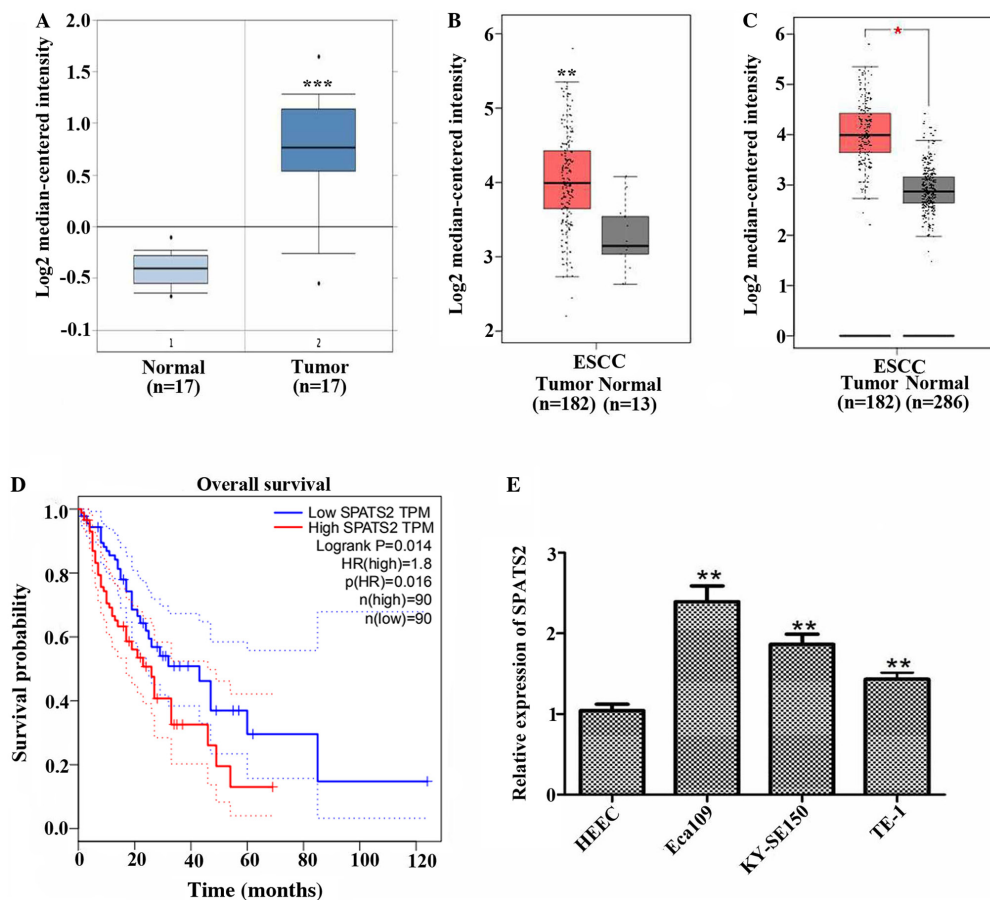 A
Log2 median-centered intensity
2.0
1.5
1.0
0.5
0.0
-0.5
-0.1
***
1
2
Normal
(n=17)
Tumor
(n=17)
B
Log2 median-centered intensity
6
5
4
3
2
**
ESCC
Tumor Normal
(n=182) (n=13)
C
Log2 median-centered intensity
6
5
4
3
2
1
0
*
ESCC
Tumor Normal
(n=182) (n=286)
D
Overall survival
Survival probability
1.0
0.8
0.6
0.4
0.2
0.0
Low SPATS2 TPM
High SPATS2 TPM
Logrank P=0.014
HR(high)=1.8
p(HR)=0.016
n(high)=90
n(low)=90
0 20 40 60 80 100 120
Time (months)
E
Relative expression of SPATS2
3
2
1
0
**
**
**
HEEC
Eca109
KY-SE150
TE-1